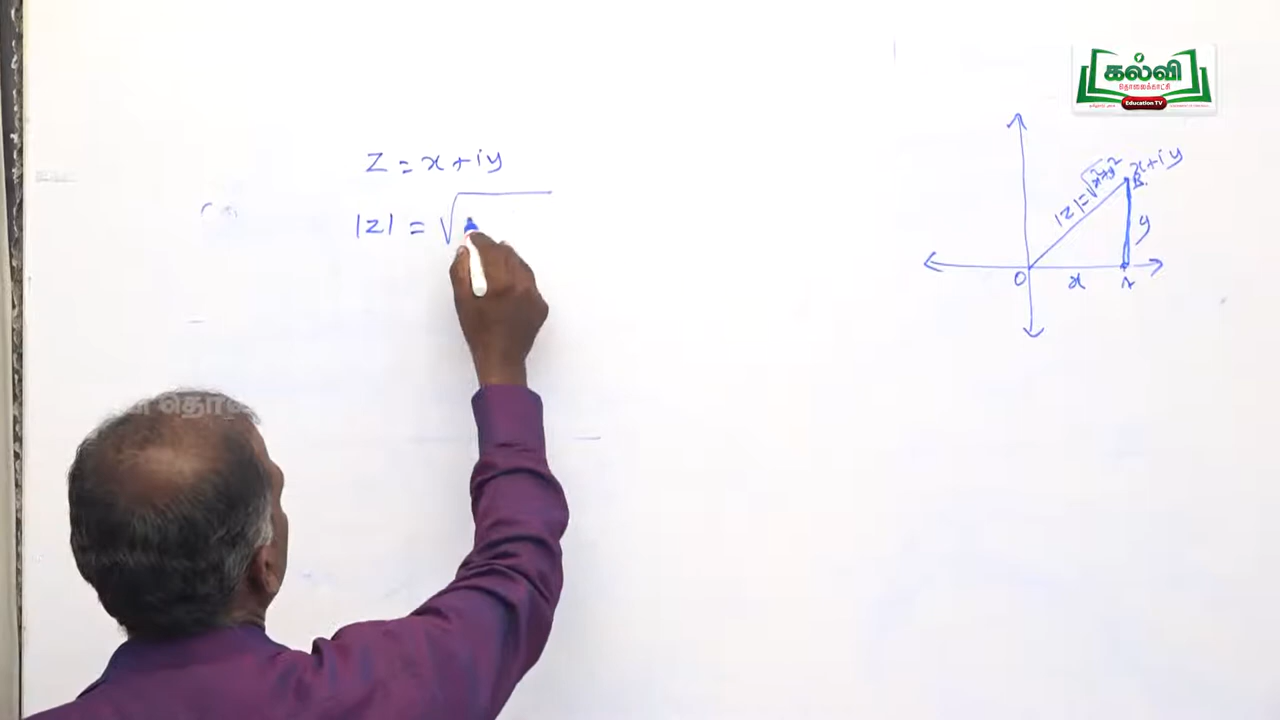 z = x + iy
|z| = √
கல்வி
தொலைக்காட்சி
Education TV
x + iy
|z| = √x² + y²
y
O
x